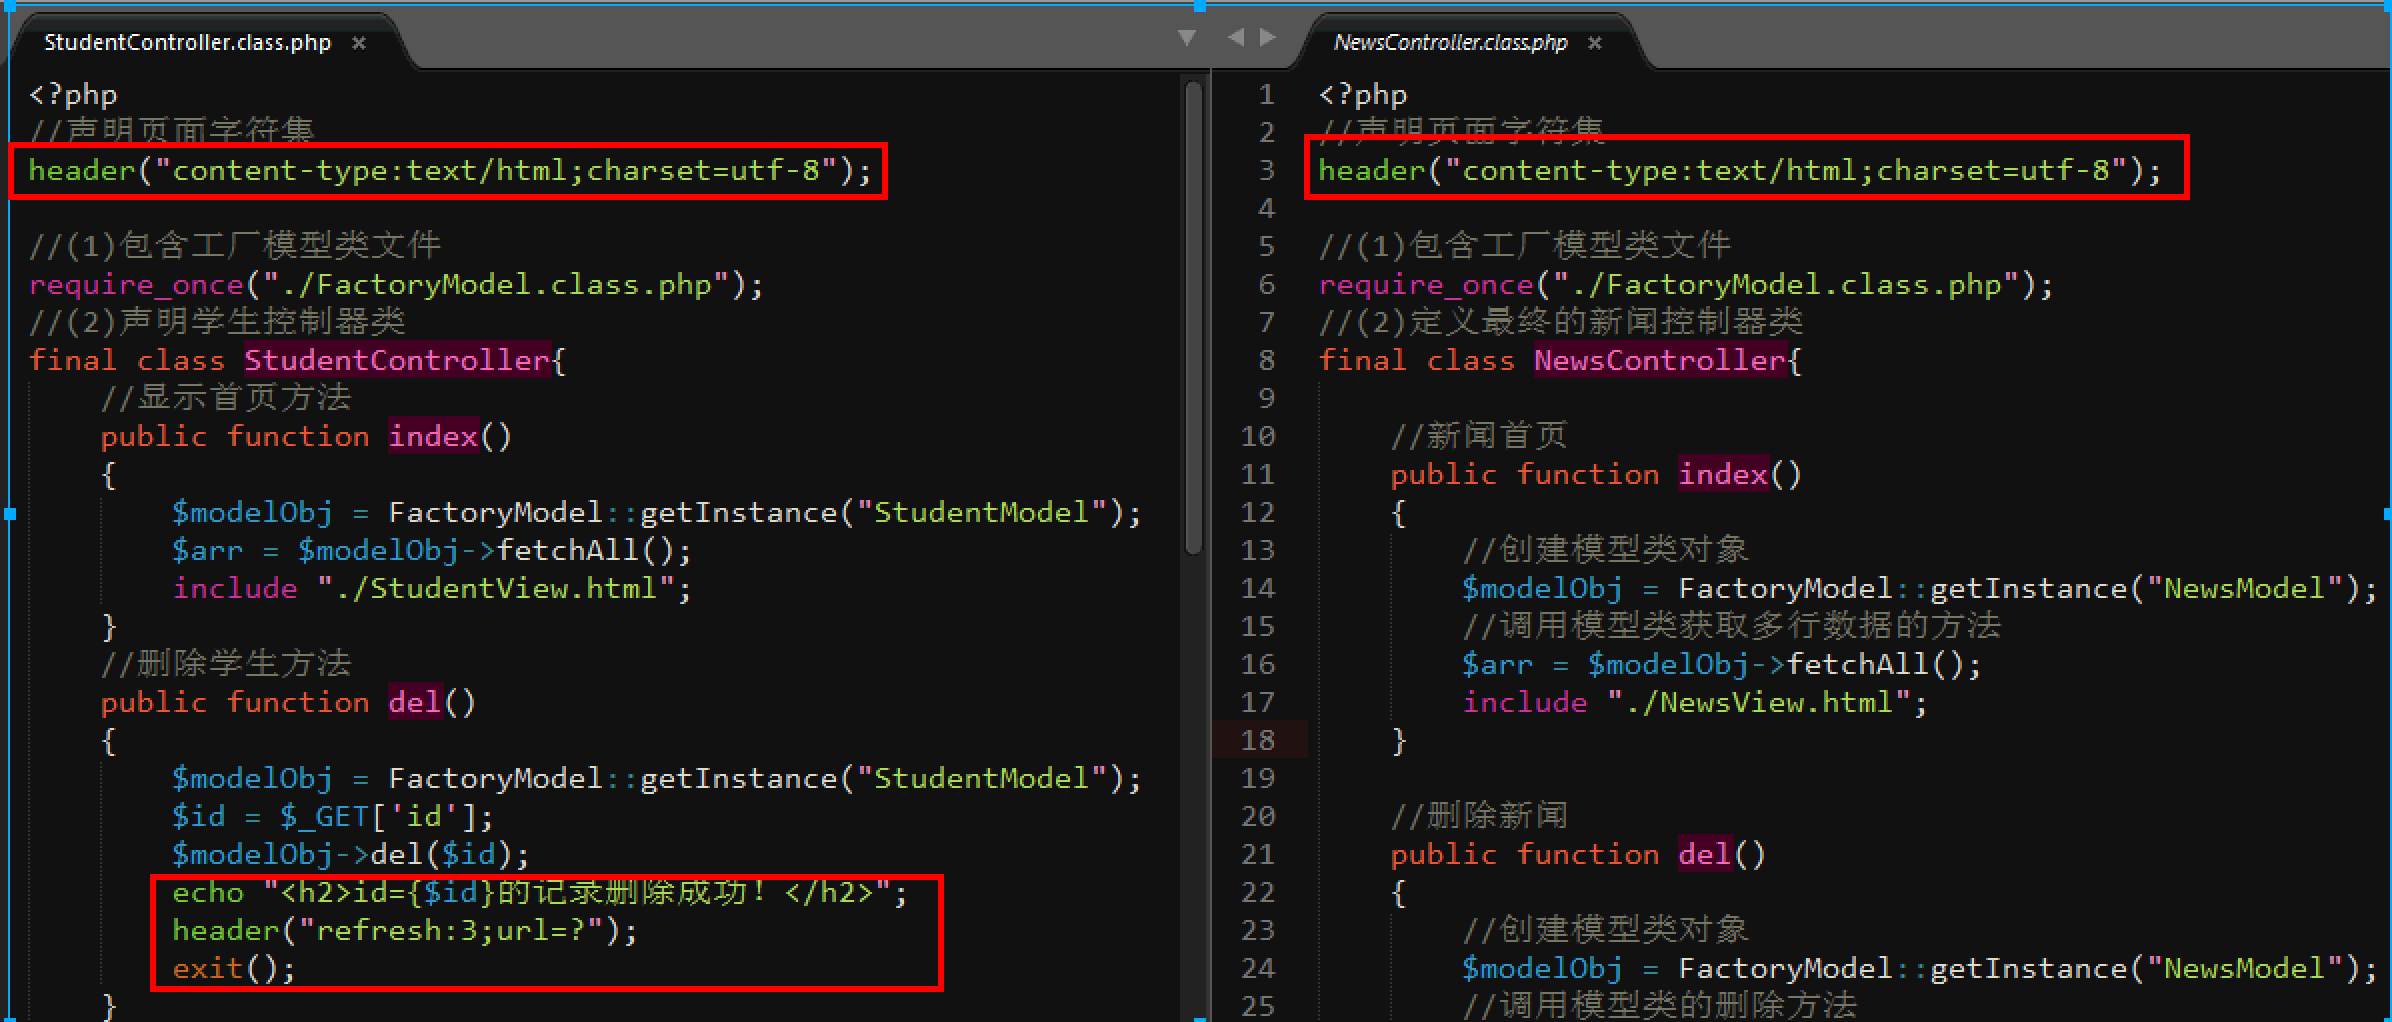 StudentController.class.php ×
<?php
//声明页面字符集
header("content-type:text/html;charset=utf-8");
//(1)包含工厂模型类文件
require_once("./FactoryModel.class.php");
//(2)声明学生控制器类
final class StudentController{
//显示首页方法
public function index()
{
$modelObj = FactoryModel::getInstance("StudentModel");
$arr = $modelObj->fetchAll();
include "./StudentView.html";
}
//删除学生方法
public function del()
{
$modelObj = FactoryModel::getInstance("StudentModel");
$id = $_GET['id'];
$modelObj->del($id);
echo "<h2>id={$id}的记录删除成功！</h2>";
header("refresh:3;url=?");
exit();
}
NewsController.class.php ×
1 <?php
2 //声明页面字符集
3 header("content-type:text/html;charset=utf-8");
4
5 //(1)包含工厂模型类文件
6 require_once("./FactoryModel.class.php");
7 //(2)定义最终的新闻控制器类
8 final class NewsController{
9
10 //新闻首页
11 public function index()
12 {
13 //创建模型类对象
14 $modelObj = FactoryModel::getInstance("NewsModel");
15 //调用模型类获取多行数据的方法
16 $arr = $modelObj->fetchAll();
17 include "./NewsView.html";
18 }
19
20 //删除新闻
21 public function del()
22 {
23 //创建模型类对象
24 $modelObj = FactoryModel::getInstance("NewsModel");
25 //调用模型类的删除方法